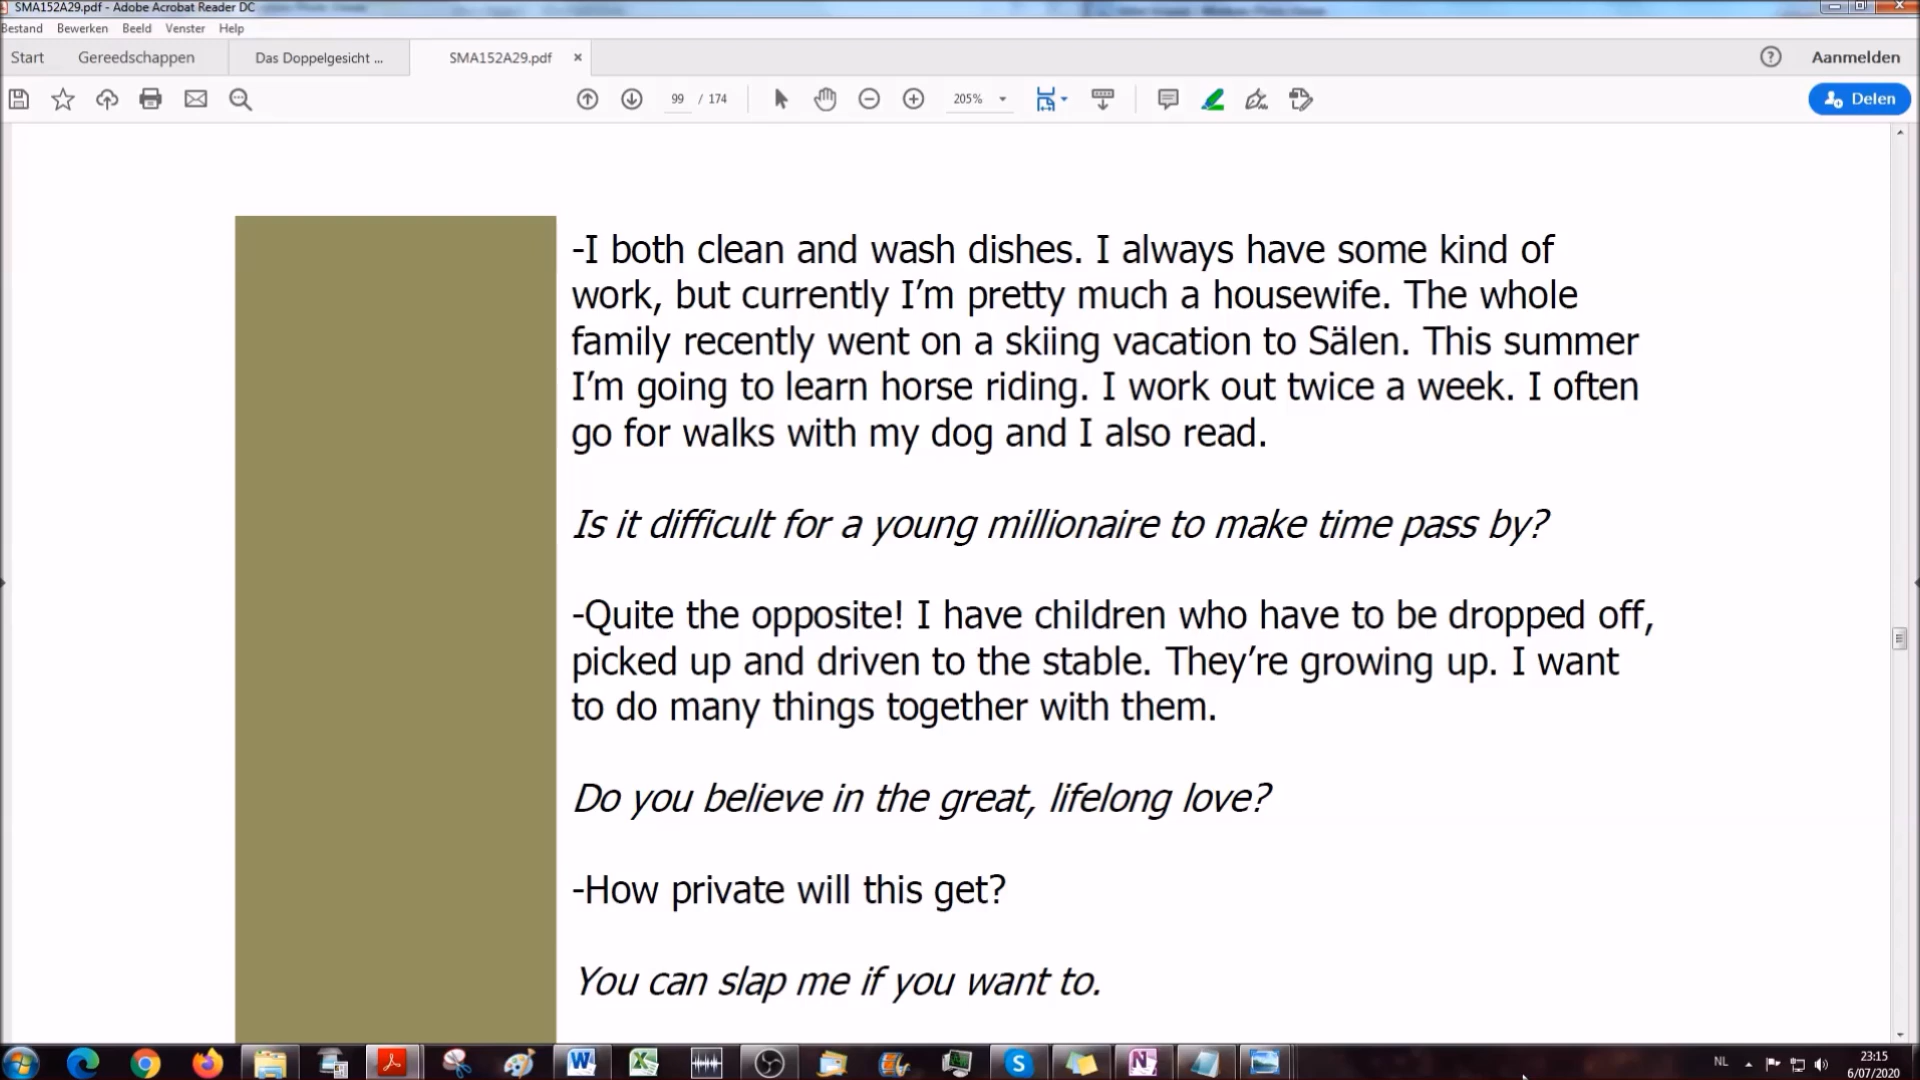 SMA152A29.pdf - Adobe Acrobat Reader DC
Bestand Bewerken Beeld Venster Help
Start Gereedschappen Das Doppelgesicht ... SMA152A29.pdf × Aanmelden
99 / 174 205% Delen
-I both clean and wash dishes. I always have some kind of
work, but currently I’m pretty much a housewife. The whole
family recently went on a skiing vacation to Sälen. This summer
I’m going to learn horse riding. I work out twice a week. I often
go for walks with my dog and I also read.
Is it difficult for a young millionaire to make time pass by?
-Quite the opposite! I have children who have to be dropped off,
picked up and driven to the stable. They’re growing up. I want
to do many things together with them.
Do you believe in the great, lifelong love?
-How private will this get?
You can slap me if you want to.
NL 23:15
6/07/2020